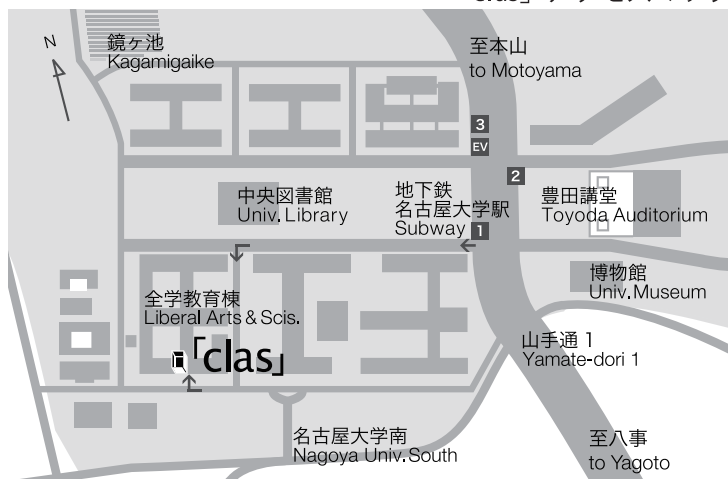 N
鏡ヶ池
Kagamigaike
至本山
to Motoyama
3
EV
2
中央図書館
Univ. Library
地下鉄
名古屋大学駅
Subway 1
豊田講堂
Toyoda Auditorium
博物館
Univ. Museum
全学教育棟
Liberal Arts & Scis.
「clas」
山手通 1
Yamate-dori 1
名古屋大学南
Nagoya Univ. South
至八事
to Yagoto